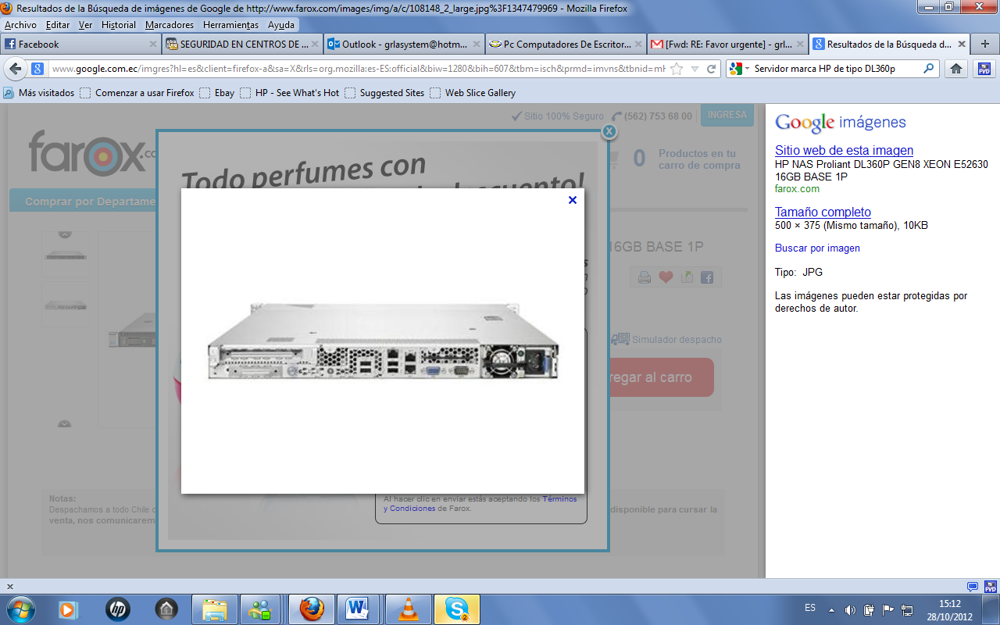 Resultados de la Búsqueda de imágenes de Google de http://www.farox.com/images/img/a/c/108148_2_large.jpg%3F1347479969 - Mozilla Firefox
Archivo Editar Ver Historial Marcadores Herramientas Ayuda
Facebook SEGURIDAD EN CENTROS DE ... Outlook - grlasystem@hotm... Pc Computadores De Escritor... [Fwd: RE: Favor urgente] - grl... Resultados de la Búsqueda d...
www.google.com.ec/imgres?hl=es&client=firefox-a&sa=X&rls=org.mozilla:es-ES:official&biw=1280&bih=607&tbm=isch&prmd=imvns&tbnid=mH Servidor marca HP de tipo DL360p
Más visitados Comenzar a usar Firefox Ebay HP - See What's Hot Suggested Sites Web Slice Gallery
Sitio 100% Seguro (562) 753 68 00 INGRESA
farox.co
0 Productos en tu
carro de compra
Todo perfumes con
Comprar por Departame
16GB BASE 1P
Simulador despacho
regar al carro
Notas:
Despachamos a todo Chile
venta, nos comunicarem
disponible para cursar la
Al hacer clic en enviar estás aceptando los Términos
y Condiciones de Farox.
Google imágenes
Sitio web de esta imagen
HP NAS Proliant DL360P GEN8 XEON E52630
16GB BASE 1P
farox.com
Tamaño completo
500 × 375 (Mismo tamaño), 10KB
Buscar por imagen
Tipo: JPG
Las imágenes pueden estar protegidas por
derechos de autor.
FVD
ES
15:12
28/10/2012